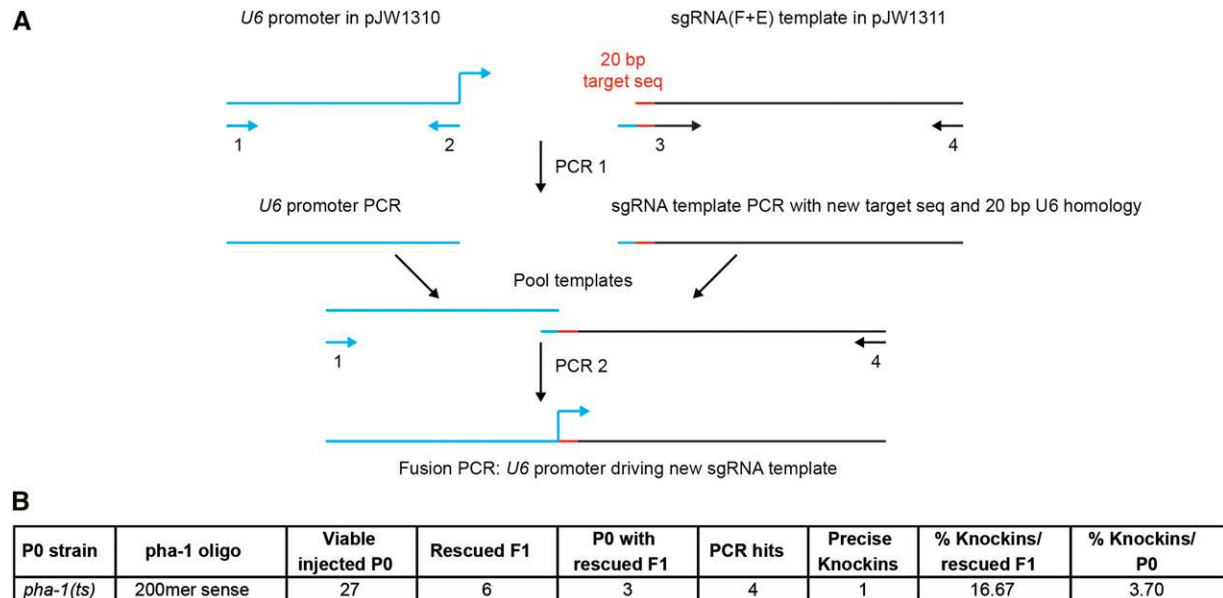 A
U6 promoter in pJW1310
sgRNA(F+E) template in pJW1311
20 bp
target seq
1
2
3
4
PCR 1
U6 promoter PCR
sgRNA template PCR with new target seq and 20 bp U6 homology
Pool templates
1
4
PCR 2
Fusion PCR: U6 promoter driving new sgRNA template
B
P0 strain
pha-1 oligo
Viable
injected P0
Rescued F1
P0 with
rescued F1
PCR hits
Precise
Knockins
% Knockins/
rescued F1
% Knockins/
P0
pha-1(ts)
200mer sense
27
6
3
4
1
16.67
3.70